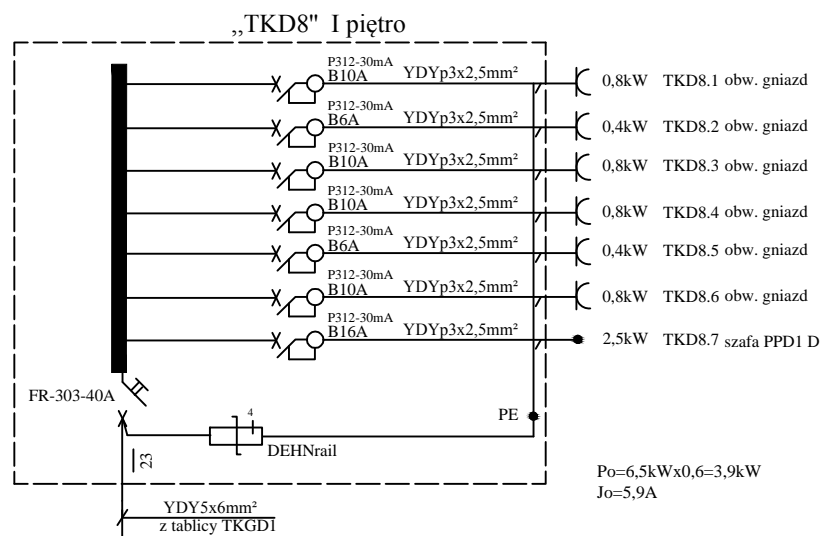 ,,TKD8" I piętro
P312-30mA
B10A YDYp3x2,5mm² 0,8kW TKD8.1 obw. gniazd
P312-30mA
B6A YDYp3x2,5mm² 0,4kW TKD8.2 obw. gniazd
P312-30mA
B10A YDYp3x2,5mm² 0,8kW TKD8.3 obw. gniazd
P312-30mA
B10A YDYp3x2,5mm² 0,8kW TKD8.4 obw. gniazd
P312-30mA
B6A YDYp3x2,5mm² 0,4kW TKD8.5 obw. gniazd
P312-30mA
B10A YDYp3x2,5mm² 0,8kW TKD8.6 obw. gniazd
P312-30mA
B16A YDYp3x2,5mm² 2,5kW TKD8.7 szafa PPD1 D
FR-303-40A
PE
4
DEHNrail
23
Po=6,5kWx0,6=3,9kW
Jo=5,9A
YDY5x6mm²
z tablicy TKGD1